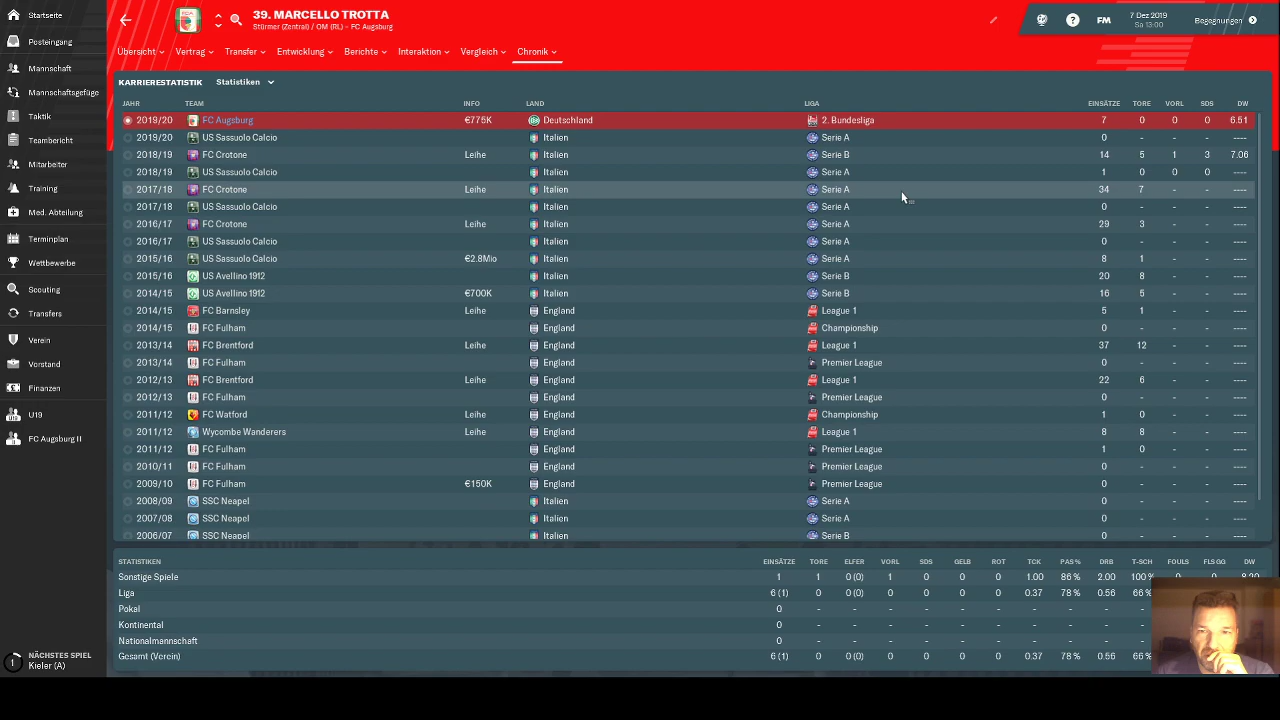 Startseite
Posteingang
Mannschaft
Mannschaftsgefüge
Taktik
Teambericht
Mitarbeiter
Training
Med. Abteilung
Terminplan
Wettbewerbe
Scouting
Transfers
Verein
Vorstand
Finanzen
U19
FC Augsburg II
1 NÄCHSTES SPIEL
Kieler (A)
39. MARCELLO TROTTA
Stürmer (Zentral) / OM (RL) - FC Augsburg
? FM 7 Dez 2019
Sa 13:00 Begegnungen
Übersicht Vertrag Transfer Entwicklung Berichte Interaktion Vergleich Chronik
KARRIERESTATISTIK Statistiken
JAHR TEAM INFO LAND LIGA EINSÄTZE TORE VORL SDS DW
2019/20 FC Augsburg €775K Deutschland 2. Bundesliga 7 0 0 0 6.51
2019/20 US Sassuolo Calcio Italien Serie A 0 - - - ----
2018/19 FC Crotone Leihe Italien Serie B 14 5 1 3 7.06
2018/19 US Sassuolo Calcio Italien Serie A 1 0 0 0 ----
2017/18 FC Crotone Leihe Italien Serie A 34 7 - - ----
2017/18 US Sassuolo Calcio Italien Serie A 0 - - - ----
2016/17 FC Crotone Leihe Italien Serie A 29 3 - - ----
2016/17 US Sassuolo Calcio Italien Serie A 0 - - - ----
2015/16 US Sassuolo Calcio €2.8Mio Italien Serie A 8 1 - - ----
2015/16 US Avellino 1912 Italien Serie B 20 8 - - ----
2014/15 US Avellino 1912 €700K Italien Serie B 16 5 - - ----
2014/15 FC Barnsley Leihe England League 1 5 1 - - ----
2014/15 FC Fulham England Championship 0 - - - ----
2013/14 FC Brentford Leihe England League 1 37 12 - - ----
2013/14 FC Fulham England Premier League 0 - - - ----
2012/13 FC Brentford Leihe England League 1 22 6 - - ----
2012/13 FC Fulham England Premier League 0 - - - ----
2011/12 FC Watford Leihe England Championship 1 0 - - ----
2011/12 Wycombe Wanderers Leihe England League 1 8 8 - - ----
2011/12 FC Fulham England Premier League 1 0 - - ----
2010/11 FC Fulham England Premier League 0 - - - ----
2009/10 FC Fulham €150K England Premier League 0 - - - ----
2008/09 SSC Neapel Italien Serie A 0 - - - ----
2007/08 SSC Neapel Italien Serie A 0 - - - ----
2006/07 SSC Neapel Italien Serie B 0 - - - ----
STATISTIKEN EINSÄTZE TORE ELFER VORL SDS GELB ROT TCK PAS % DRB T-SCH FOULS FLS GG DW
Sonstige Spiele 1 1 0 (0) 1 0 0 0 1.00 86 % 2.00 100 % 0 0 8.20
Liga 6 (1) 0 0 (0) 0 0 0 0 0.37 78 % 0.56 66 %
Pokal 0 - - - - - - - - - -
Kontinental 0 - - - - - - - - - -
Nationalmannschaft 0 - - - - - - - - - -
Gesamt (Verein) 6 (1) 0 0 (0) 0 0 0 0 0.37 78 % 0.56 66 %